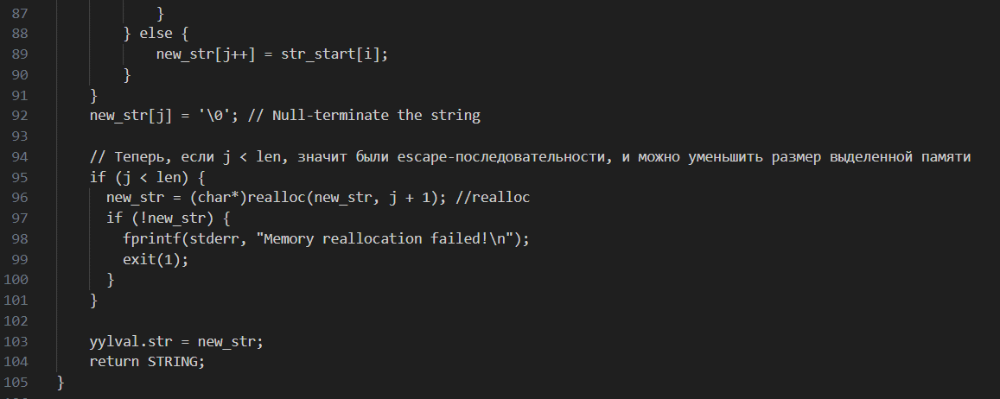 87 }
88 } else {
89 new_str[j++] = str_start[i];
90 }
91 }
92 new_str[j] = '\0'; // Null-terminate the string
93
94 // Теперь, если j < len, значит были escape-последовательности, и можно уменьшить размер выделенной памяти
95 if (j < len) {
96 new_str = (char*)realloc(new_str, j + 1); //realloc
97 if (!new_str) {
98 fprintf(stderr, "Memory reallocation failed!\n");
99 exit(1);
100 }
101 }
102
103 yylval.str = new_str;
104 return STRING;
105 }